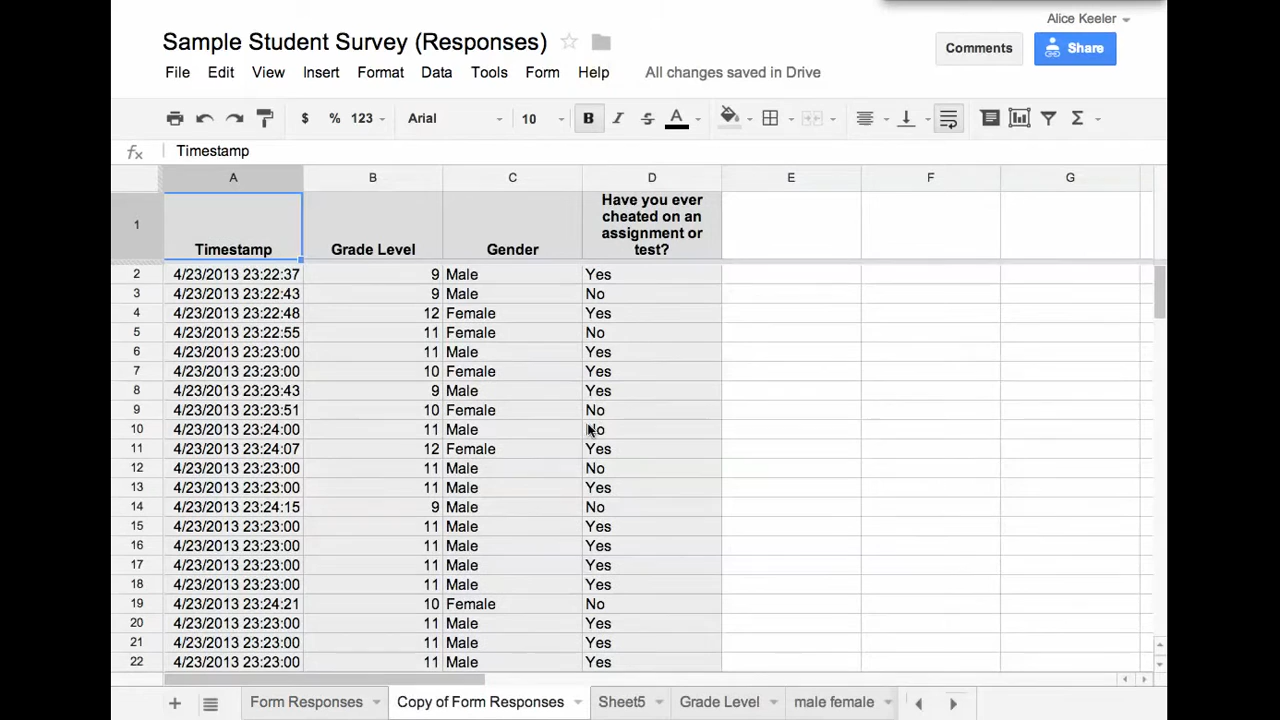 Alice Keeler
Sample Student Survey (Responses)
Comments
Share
File Edit View Insert Format Data Tools Form Help All changes saved in Drive
$ % 123 Arial 10 B I S A Σ
fx Timestamp
A B C D E F G
1 Timestamp Grade Level Gender Have you ever
cheated on an
assignment or
test?
2 4/23/2013 23:22:37 9 Male Yes
3 4/23/2013 23:22:43 9 Male No
4 4/23/2013 23:22:48 12 Female Yes
5 4/23/2013 23:22:55 11 Female No
6 4/23/2013 23:23:00 11 Male Yes
7 4/23/2013 23:23:00 10 Female Yes
8 4/23/2013 23:23:43 9 Male Yes
9 4/23/2013 23:23:51 10 Female No
10 4/23/2013 23:24:00 11 Male No
11 4/23/2013 23:24:07 12 Female Yes
12 4/23/2013 23:23:00 11 Male No
13 4/23/2013 23:23:00 11 Male Yes
14 4/23/2013 23:24:15 9 Male No
15 4/23/2013 23:23:00 11 Male Yes
16 4/23/2013 23:23:00 11 Male Yes
17 4/23/2013 23:23:00 11 Male Yes
18 4/23/2013 23:23:00 11 Male Yes
19 4/23/2013 23:24:21 10 Female No
20 4/23/2013 23:23:00 11 Male Yes
21 4/23/2013 23:23:00 11 Male Yes
22 4/23/2013 23:23:00 11 Male Yes
+ Form Responses Copy of Form Responses Sheet5 Grade Level male female